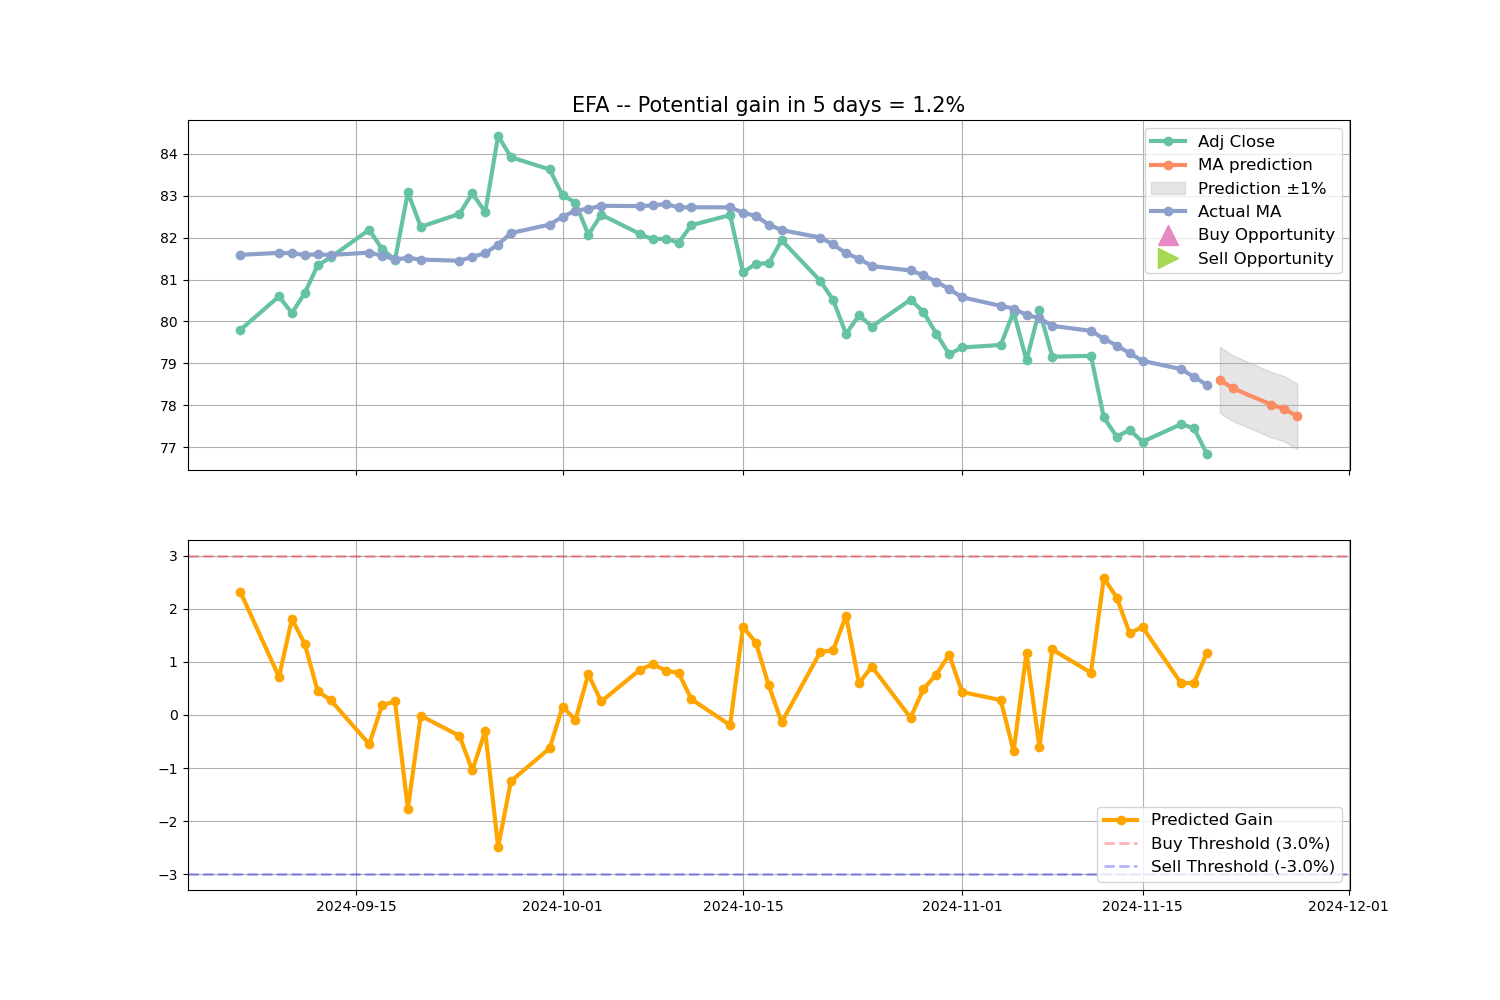 EFA -- Potential gain in 5 days = 1.2%
84
83
82
81
80
79
78
77
Adj Close
MA prediction
Prediction ±1%
Actual MA
Buy Opportunity
Sell Opportunity
3
2
1
0
−1
−2
−3
Predicted Gain
Buy Threshold (3.0%)
Sell Threshold (-3.0%)
2024-09-15
2024-10-01
2024-10-15
2024-11-01
2024-11-15
2024-12-01